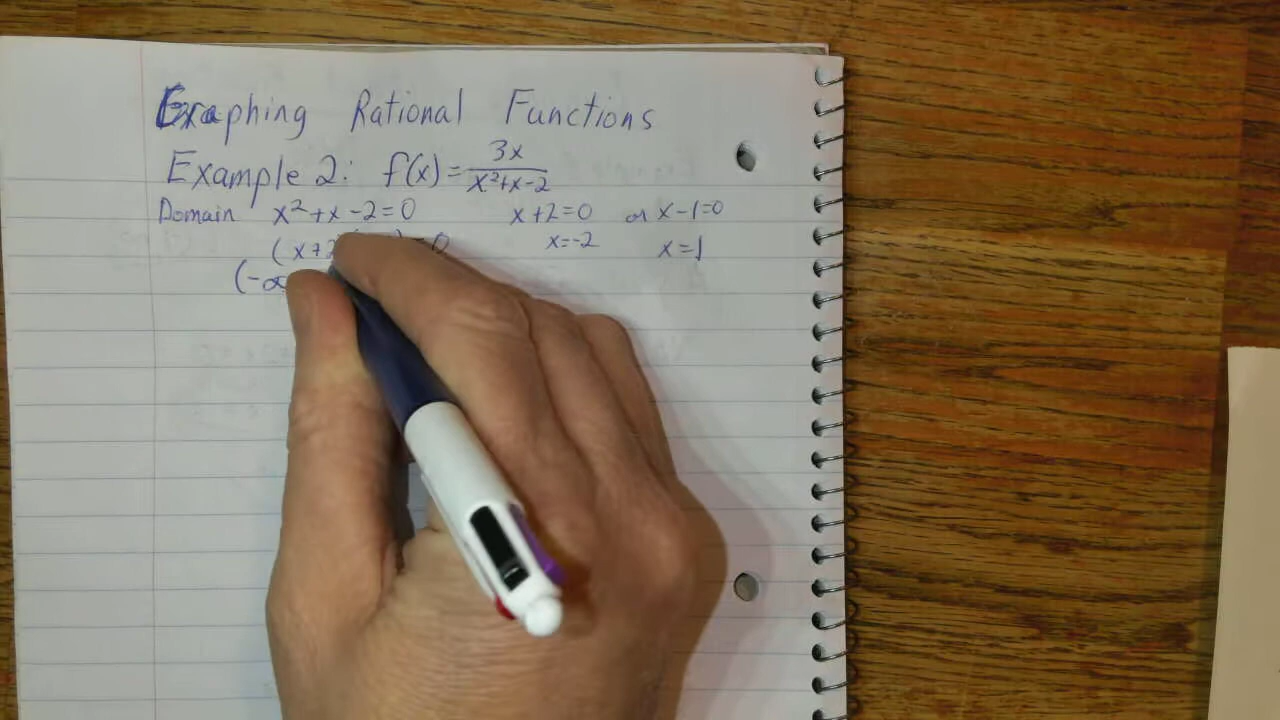 Graphing Rational Functions
Example 2: f(x) = 3x / x²+x-2
Domain x²+x-2=0 x+2=0 or x-1=0
(x+2 =0 x=-2 x=1
(-∞